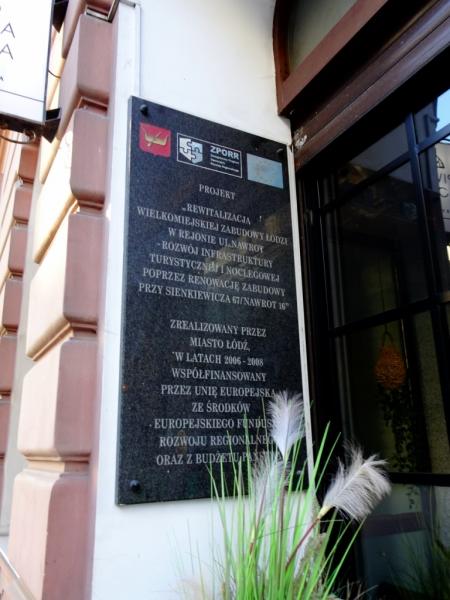 ZPORR
PROJEKT
„REWITALIZACJA
WIELKOMIEJSKIEJ ZABUDOWY ŁODZI
W REJONIE UL.NAWROT
-ROZWÓJ INFRASTRUKTURY
TURYSTYCZNEJ I NOCLEGOWEJ
POPRZEZ RENOWACJĘ ZABUDOWY
PRZY SIENKIEWICZA 67/NAWROT 16"
ZREALIZOWANY PRZEZ
MIASTO ŁÓDŹ,
W LATACH 2006 - 2008
WSPÓŁFINANSOWANY
PRZEZ UNIĘ EUROPEJSKĄ
ZE ŚRODKÓW
EUROPEJSKIEGO
ROZWOJU REGIONALNEGO
ORAZ Z BUDŻETU